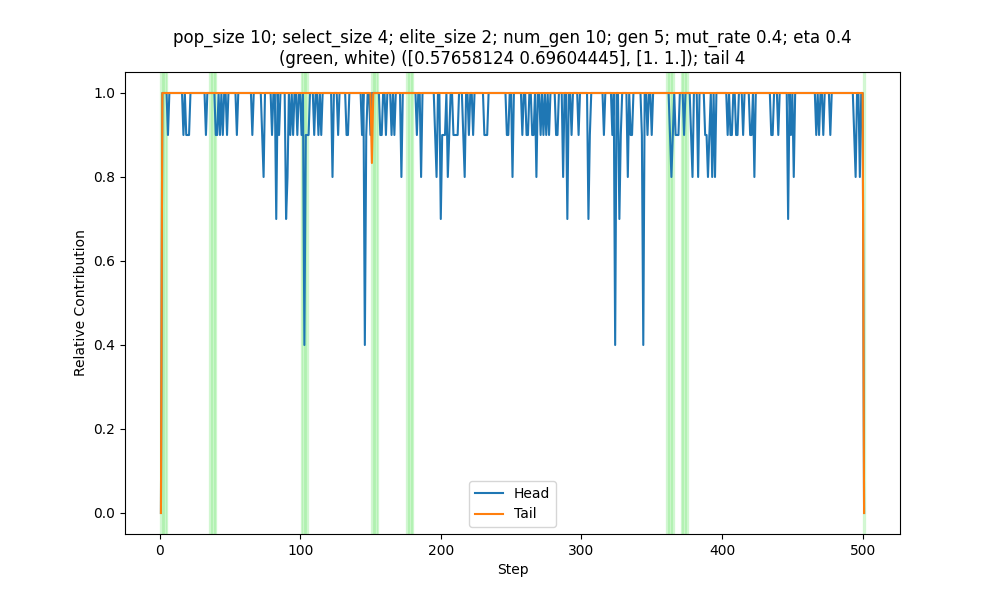 pop_size 10; select_size 4; elite_size 2; num_gen 10; gen 5; mut_rate 0.4; eta 0.4
(green, white) ([0.57658124 0.69604445], [1. 1.]); tail 4
1.0
0.8
0.6
0.4
0.2
0.0
Relative Contribution
Head
Tail
0 100 200 300 400 500
Step